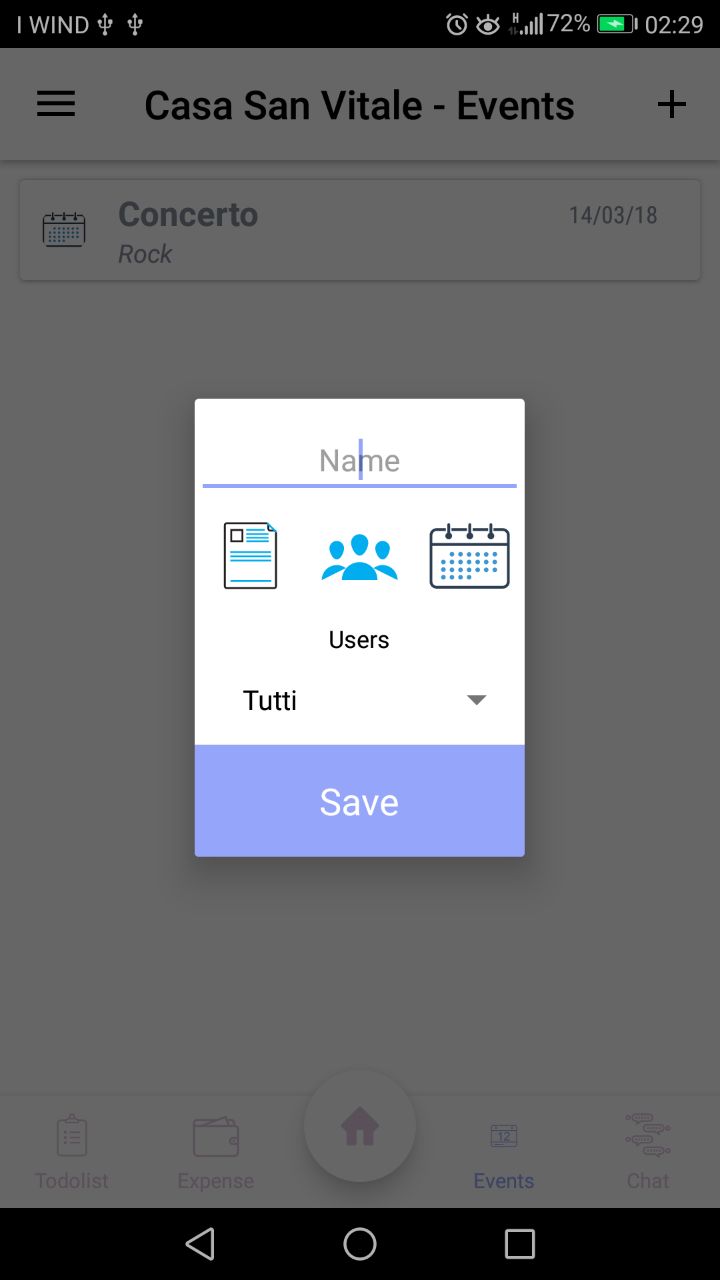 I WIND H 72% 02:29
Casa San Vitale - Events
Concerto 14/03/18
Rock
Name
Users
Tutti
Save
12
Todolist Expense Events Chat